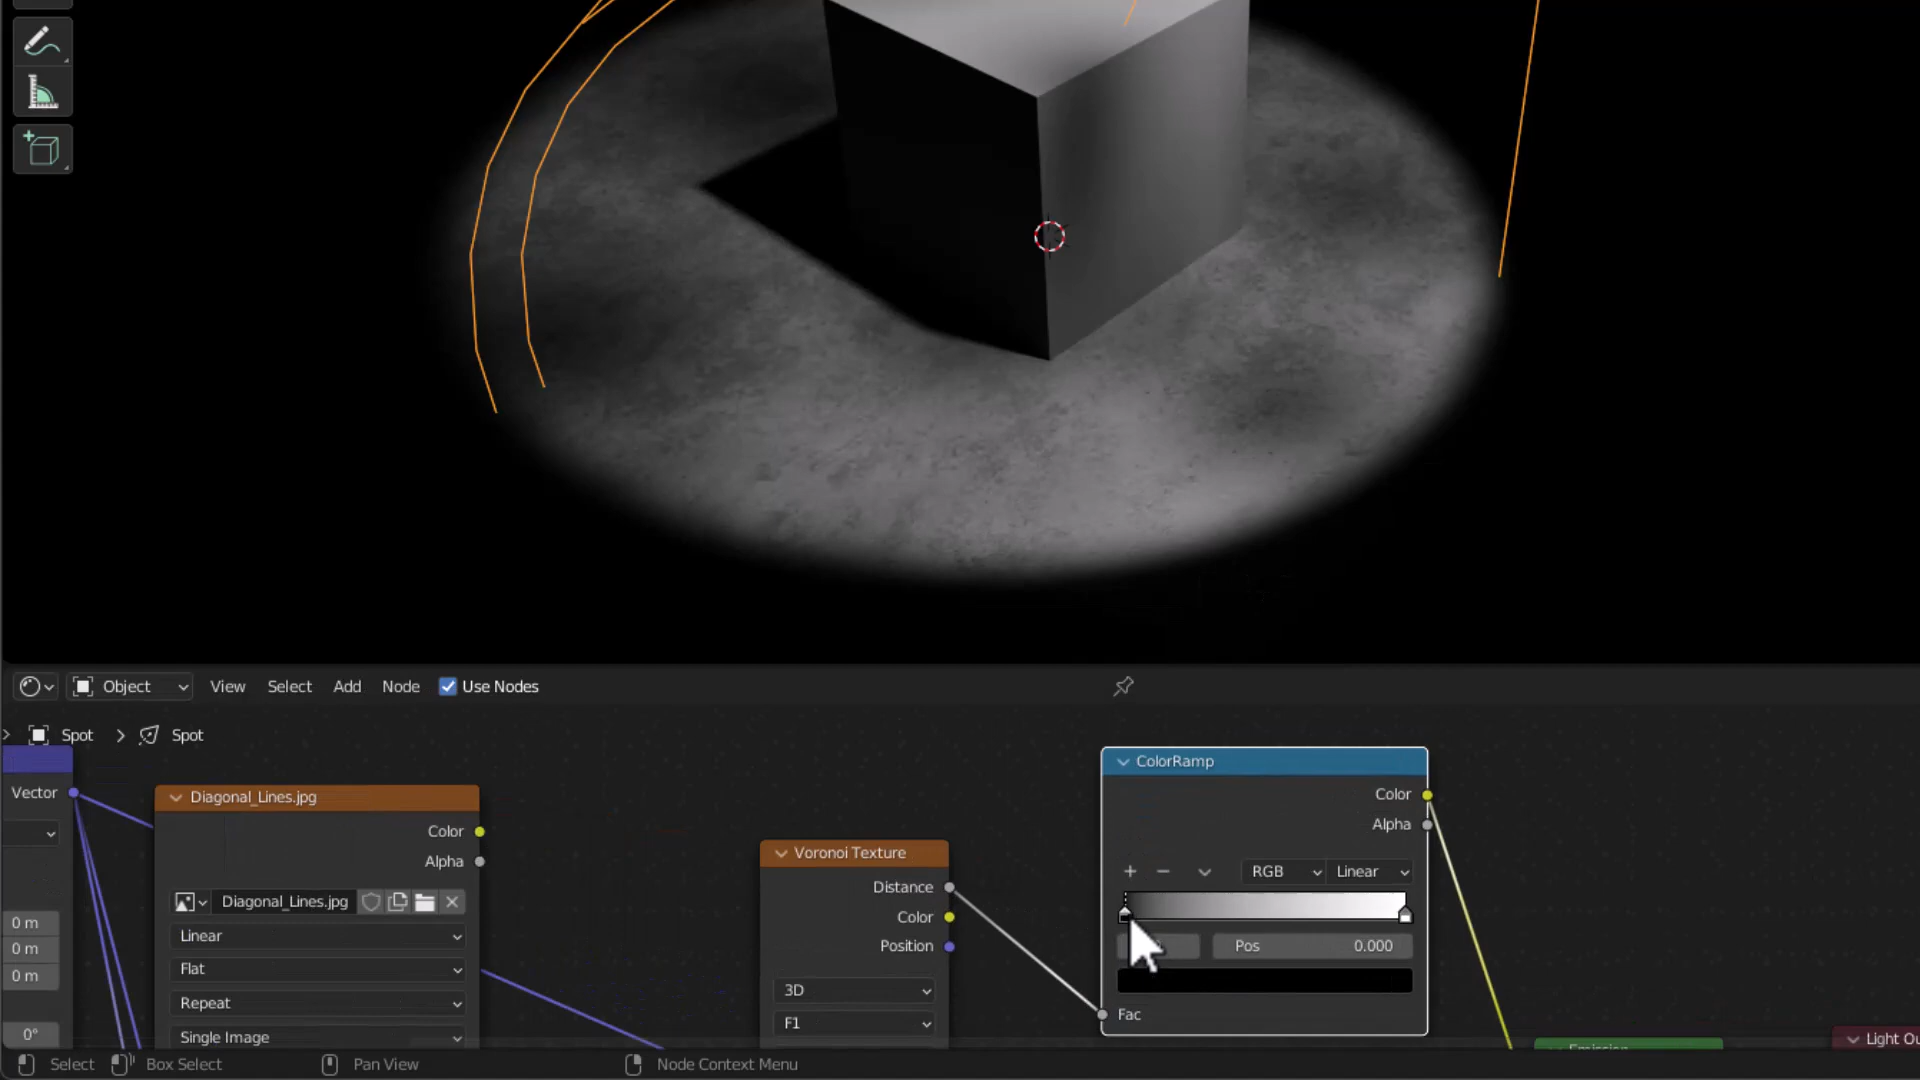 Object View Select Add Node Use Nodes
Spot Spot
Vector
0 m
0 m
0 m
0°
Diagonal_Lines.jpg
Color
Alpha
Diagonal_Lines.jpg
Linear
Flat
Repeat
Single Image
Voronoi Texture
Distance
Color
Position
3D
F1
ColorRamp
Color
Alpha
RGB Linear
Pos 0.000
Fac
Emission
Light Ou
Select Box Select Pan View Node Context Menu